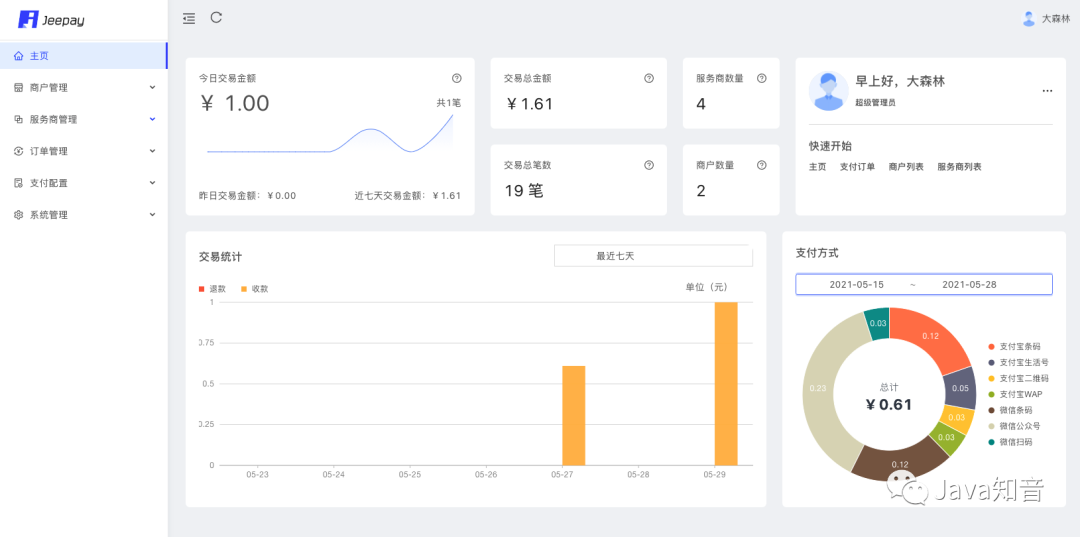 Jeepay
大森林
主页
商户管理
服务商管理
订单管理
支付配置
系统管理
今日交易金额
¥ 1.00
共1笔
昨日交易金额: ¥0.00
近七天交易金额: ¥1.61
交易总金额
¥1.61
服务商数量
4
交易总笔数
19 笔
商户数量
2
早上好，大森林
超级管理员
快速开始
主页 支付订单 商户列表 服务商列表
交易统计
最近七天
退款 收款
单位（元）
1
0.75
0.5
0.25
0
05-23 05-24 05-25 05-26 05-27 05-28 05-29
支付方式
2021-05-15 ~ 2021-05-28
0.03
0.12
0.05
0.03
0.03
0.12
0.23
总计
¥0.61
支付宝条码
支付宝生活号
支付宝二维码
支付宝WAP
微信条码
微信公众号
微信扫码
Java知音